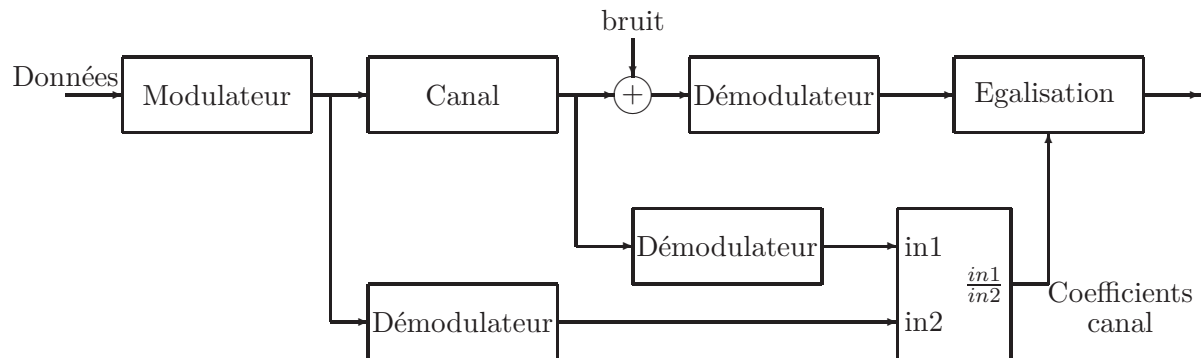 bruit
Données
Modulateur
Canal
+
Démodulateur
Egalisation
Démodulateur
in1
in1
in2
Coefficients
canal
Démodulateur
in2